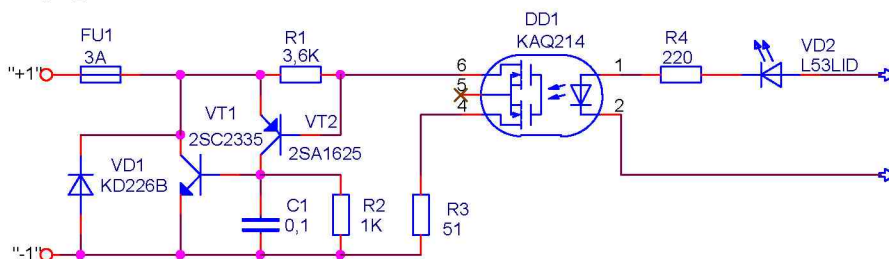 DD1
KAQ214
FU1
3A
R1
3,6K
R4
220
VD2
L53LID
"+1"
6
5
4
1
2
VT1
2SC2335
VT2
2SA1625
VD1
KD226B
C1
0,1
R2
1K
R3
51
"-1"